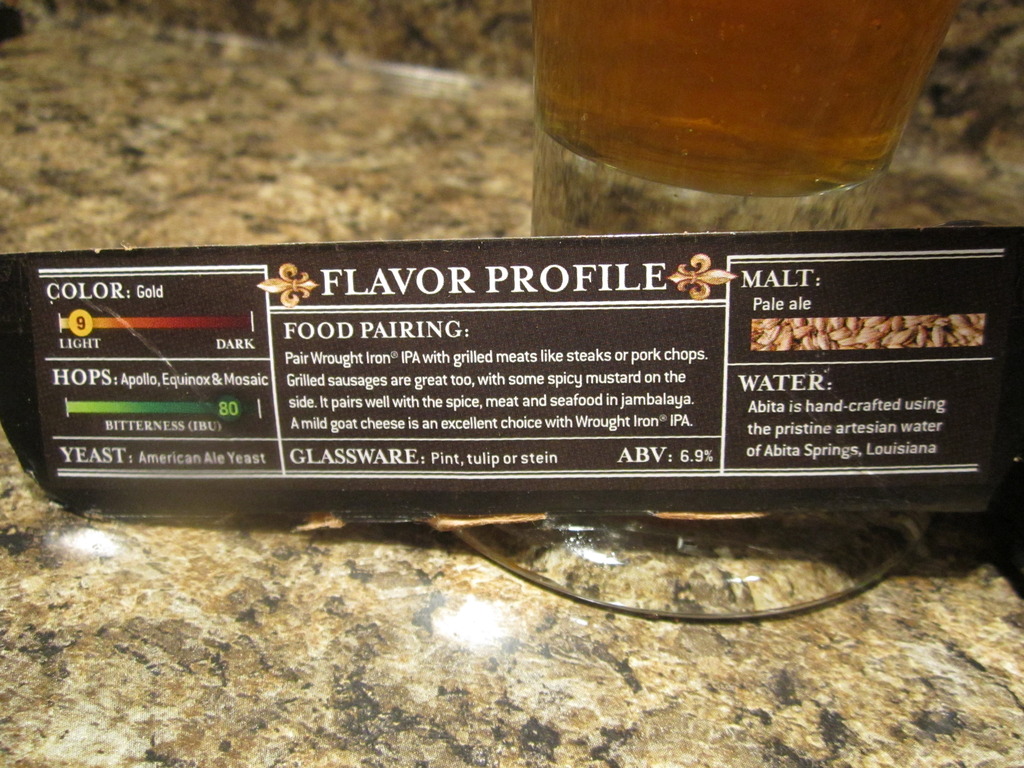 FLAVOR PROFILE
COLOR: Gold
9
LIGHT DARK
HOPS: Apollo, Equinox & Mosaic
80
BITTERNESS (IBU)
YEAST: American Ale Yeast
FOOD PAIRING:
Pair Wrought Iron® IPA with grilled meats like steaks or pork chops.
Grilled sausages are great too, with some spicy mustard on the
side. It pairs well with the spice, meat and seafood in jambalaya.
A mild goat cheese is an excellent choice with Wrought Iron® IPA.
GLASSWARE: Pint, tulip or stein ABV: 6.9%
MALT:
Pale ale
WATER:
Abita is hand-crafted using
the pristine artesian water
of Abita Springs, Louisiana